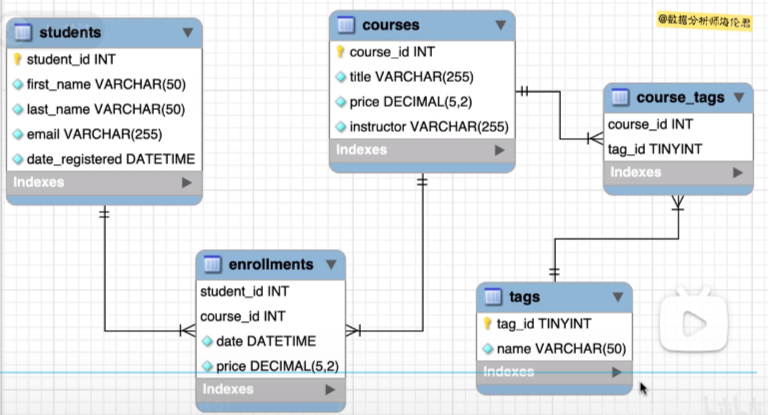 @数据分析师海伦君
students
student_id INT
first_name VARCHAR(50)
last_name VARCHAR(50)
email VARCHAR(255)
date_registered DATETIME
Indexes
courses
course_id INT
title VARCHAR(255)
price DECIMAL(5,2)
instructor VARCHAR(255)
Indexes
course_tags
course_id INT
tag_id TINYINT
Indexes
enrollments
student_id INT
course_id INT
date DATETIME
price DECIMAL(5,2)
Indexes
tags
tag_id TINYINT
name VARCHAR(50)
Indexes